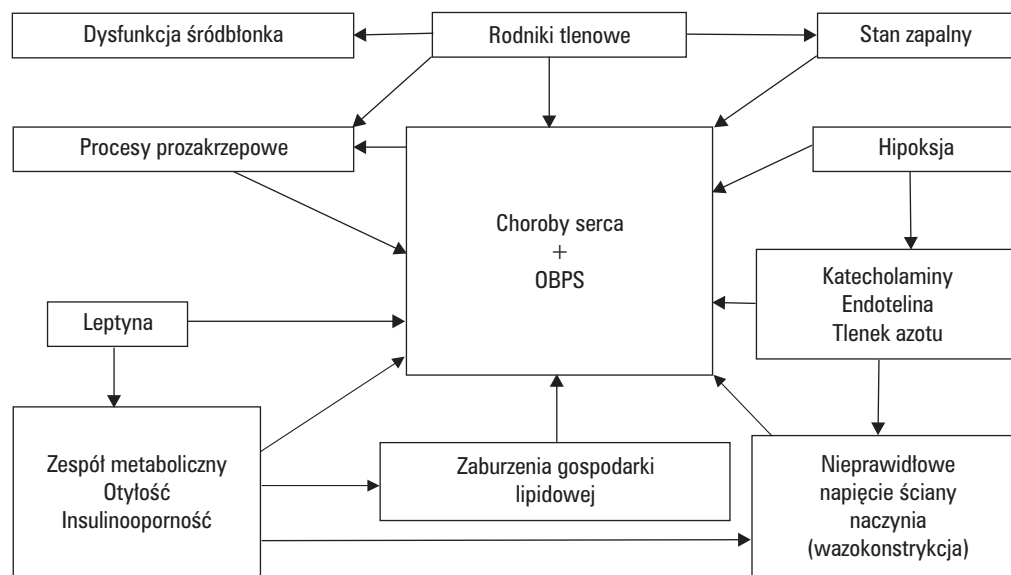 Dysfunkcja śródbłonka
Rodniki tlenowe
Stan zapalny
Procesy prozakrzepowe
Hipoksja
Choroby serca
+
OBPS
Katecholaminy
Endotelina
Tlenek azotu
Leptyna
Zespół metaboliczny
Otyłość
Insulinooporność
Zaburzenia gospodarki
lipidowej
Nieprawidłowe
napięcie ściany
naczynia
(wazokonstrykcja)